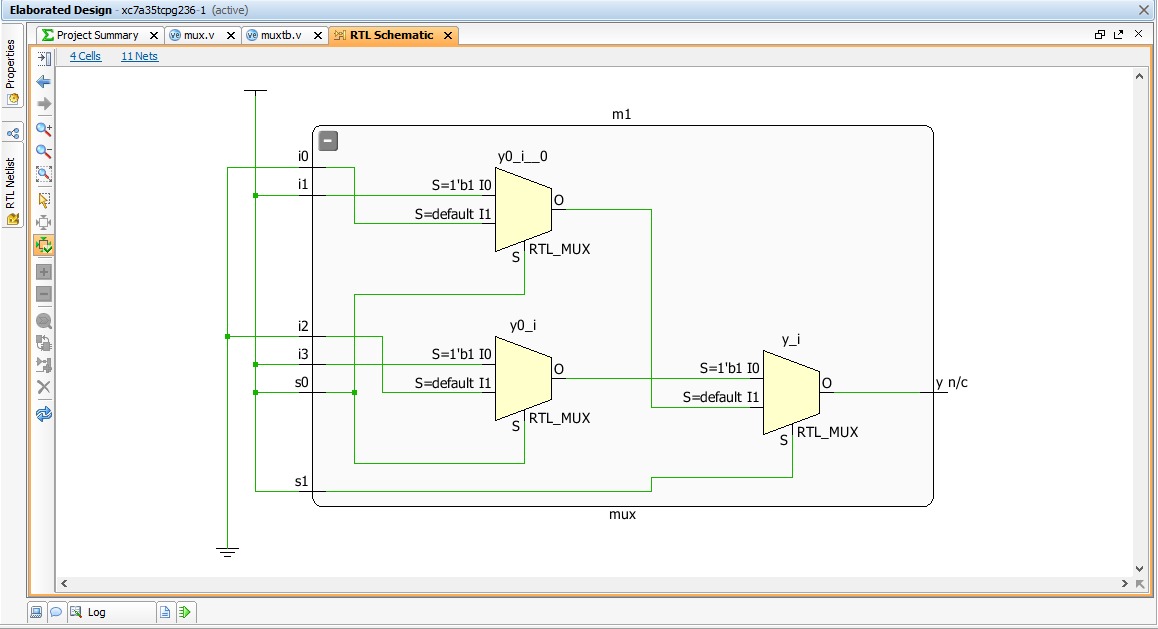 Elaborated Design - xc7a35tcpg236-1 (active)
Project Summary mux.v muxtb.v RTL Schematic
4 Cells 11 Nets
Properties
RTL Netlist
m1
i0
y0_i__0
i1
S=1'b1 I0
O
S=default I1
S RTL_MUX
i2
y0_i
i3
S=1'b1 I0
O
s0
S=default I1
S RTL_MUX
y_i
S=1'b1 I0
O
y n/c
S=default I1
S RTL_MUX
s1
mux
Log